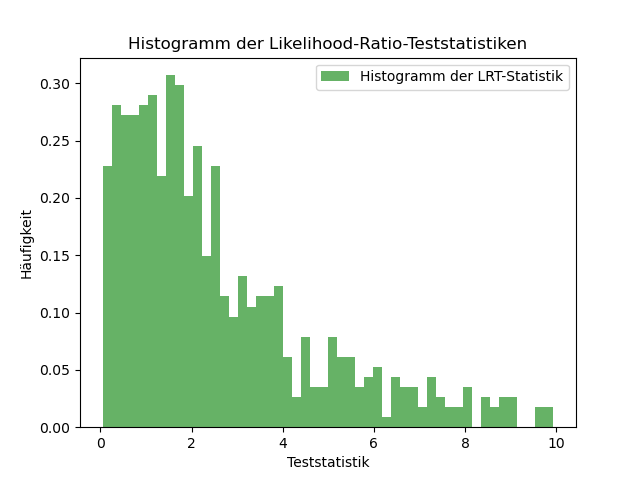 Histogramm der Likelihood-Ratio-Teststatistiken
Histogramm der LRT-Statistik
Häufigkeit
0.30
0.25
0.20
0.15
0.10
0.05
0.00
0 2 4 6 8 10
Teststatistik